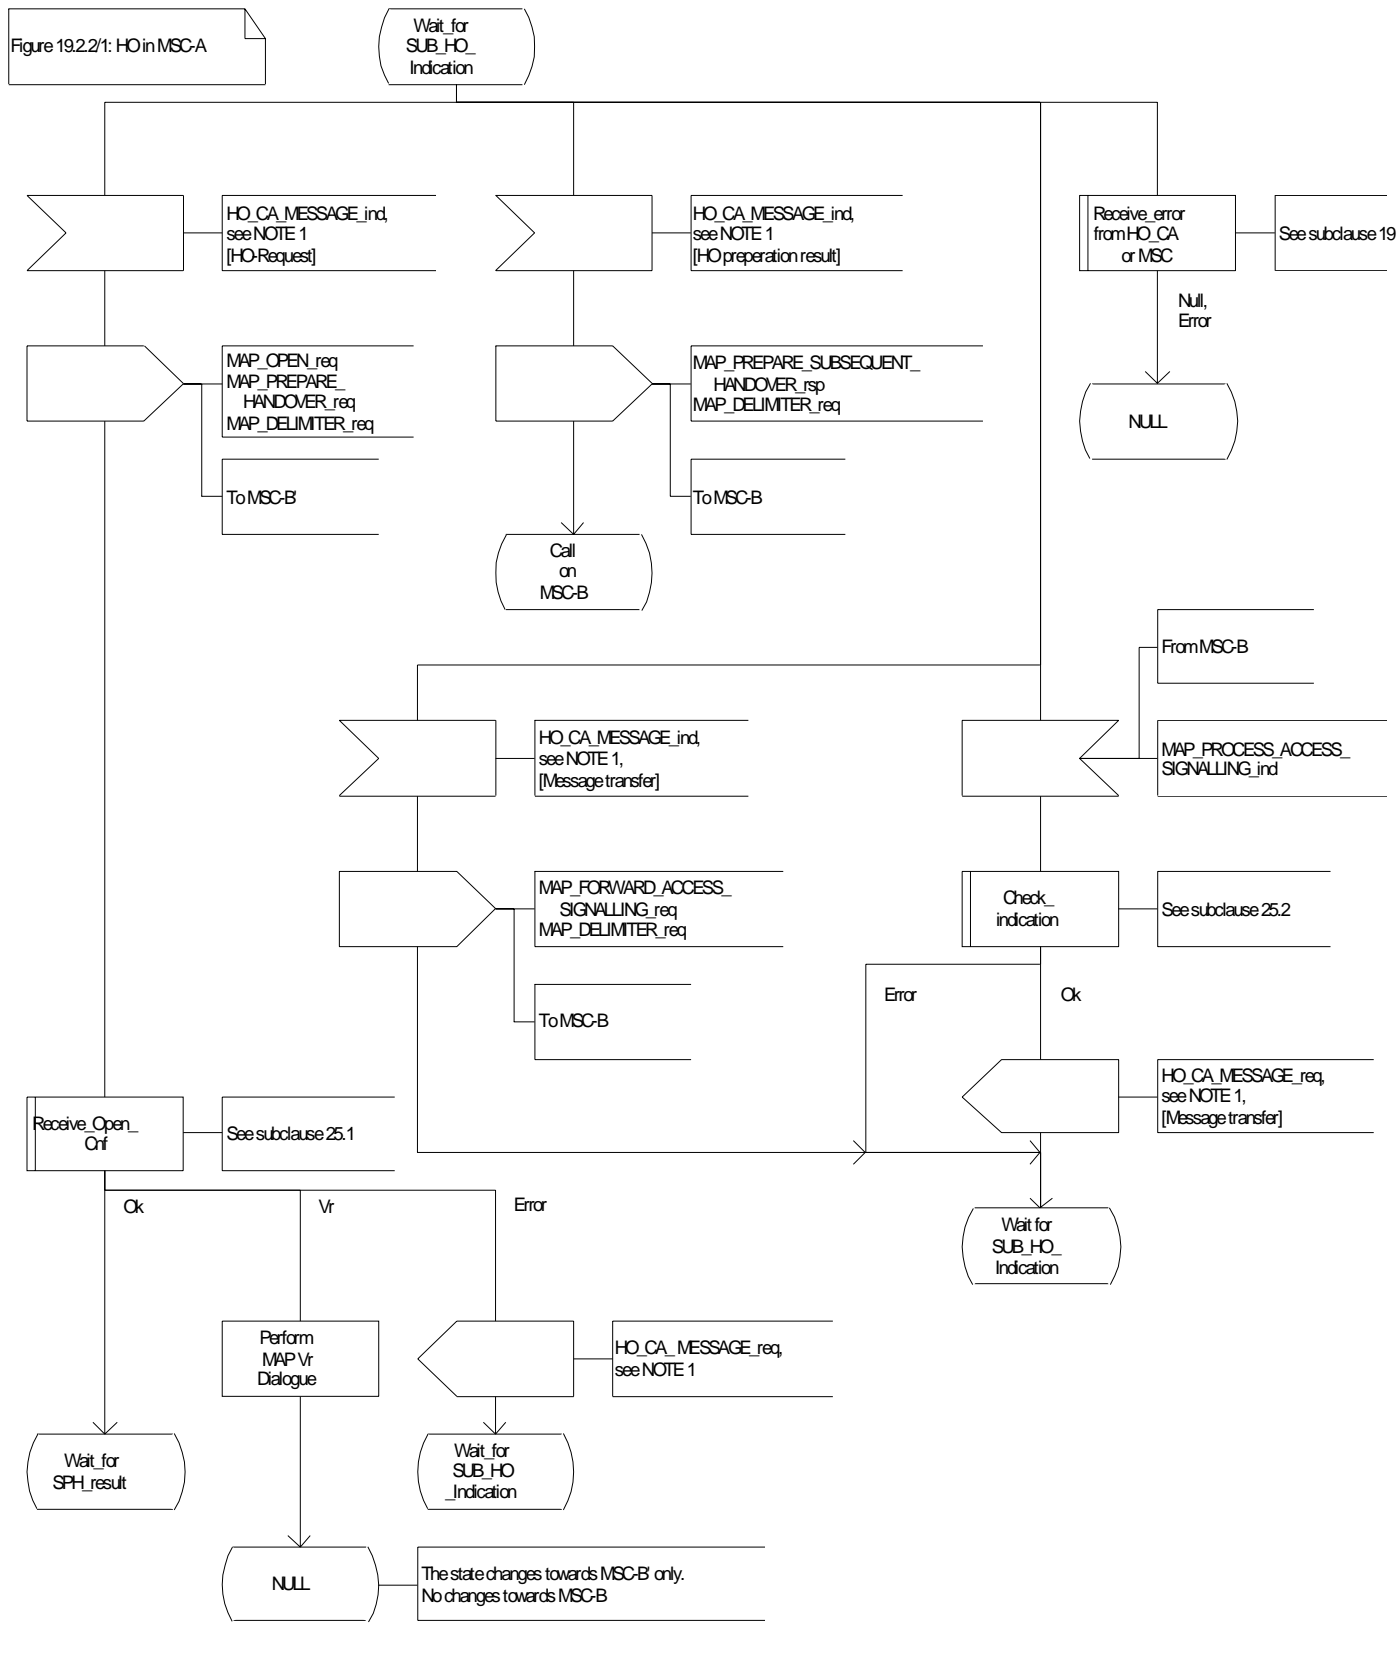 Figure 19.2.2/1: HO in MSC-A
Wait_for
SUB_HO_
Indication
HO_CA_MESSAGE_ind,
see NOTE 1
[HO-Request]
HO_CA_MESSAGE_ind,
see NOTE 1
[HO preperation result]
Receive_error
from HO_CA
or MSC
See subclause 19
Null,
Error
MAP_OPEN_req
MAP_PREPARE_
HANDOVER_req
MAP_DELIMITER_req
MAP_PREPARE_SUBSEQUENT_
HANDOVER_rsp
MAP_DELIMITER_req
NULL
To MSC-B'
To MSC-B
Call
on
MSC-B
From MSC-B
HO_CA_MESSAGE_ind,
see NOTE 1,
[Message transfer]
MAP_PROCESS_ACCESS_
SIGNALLING_ind
MAP_FORWARD_ACCESS_
SIGNALLING_req
MAP_DELIMITER_req
Check_
indication
See subclause 25.2
Error
Ok
To MSC-B
HO_CA_MESSAGE_req,
see NOTE 1,
[Message transfer]
Receive_Open_
Cnf
See subclause 25.1
Ok
Vr
Error
Wait for
SUB_HO_
Indication
Perform
MAP Vr
Dialogue
HO_CA_ MESSAGE_req,
see NOTE 1
Wait_for
SPH_result
Wait_for
SUB_HO
_Indication
NULL
The state changes towards MSC-B' only.
No changes towards MSC-B